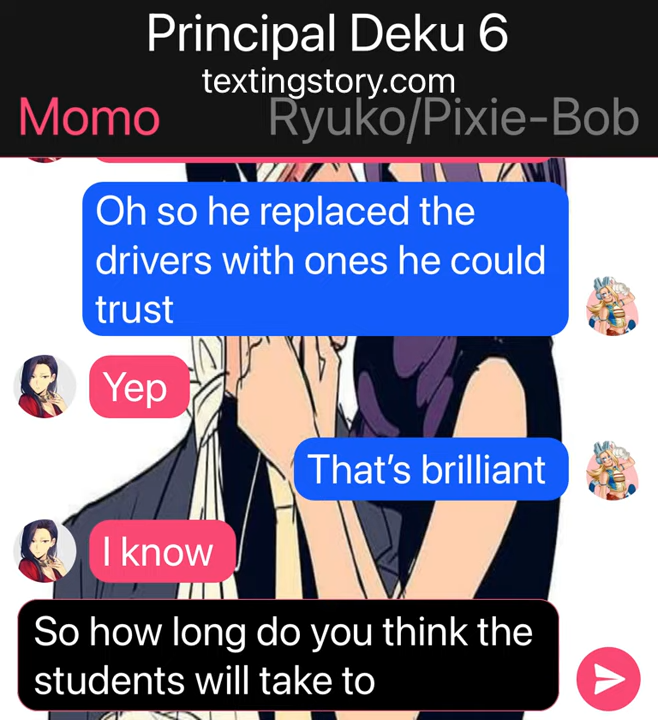 Principal Deku 6
textingstory.com
Momo
Ryuko/Pixie-Bob
Oh so he replaced the
drivers with ones he could
trust
Yep
That's brilliant
I know
So how long do you think the
students will take to